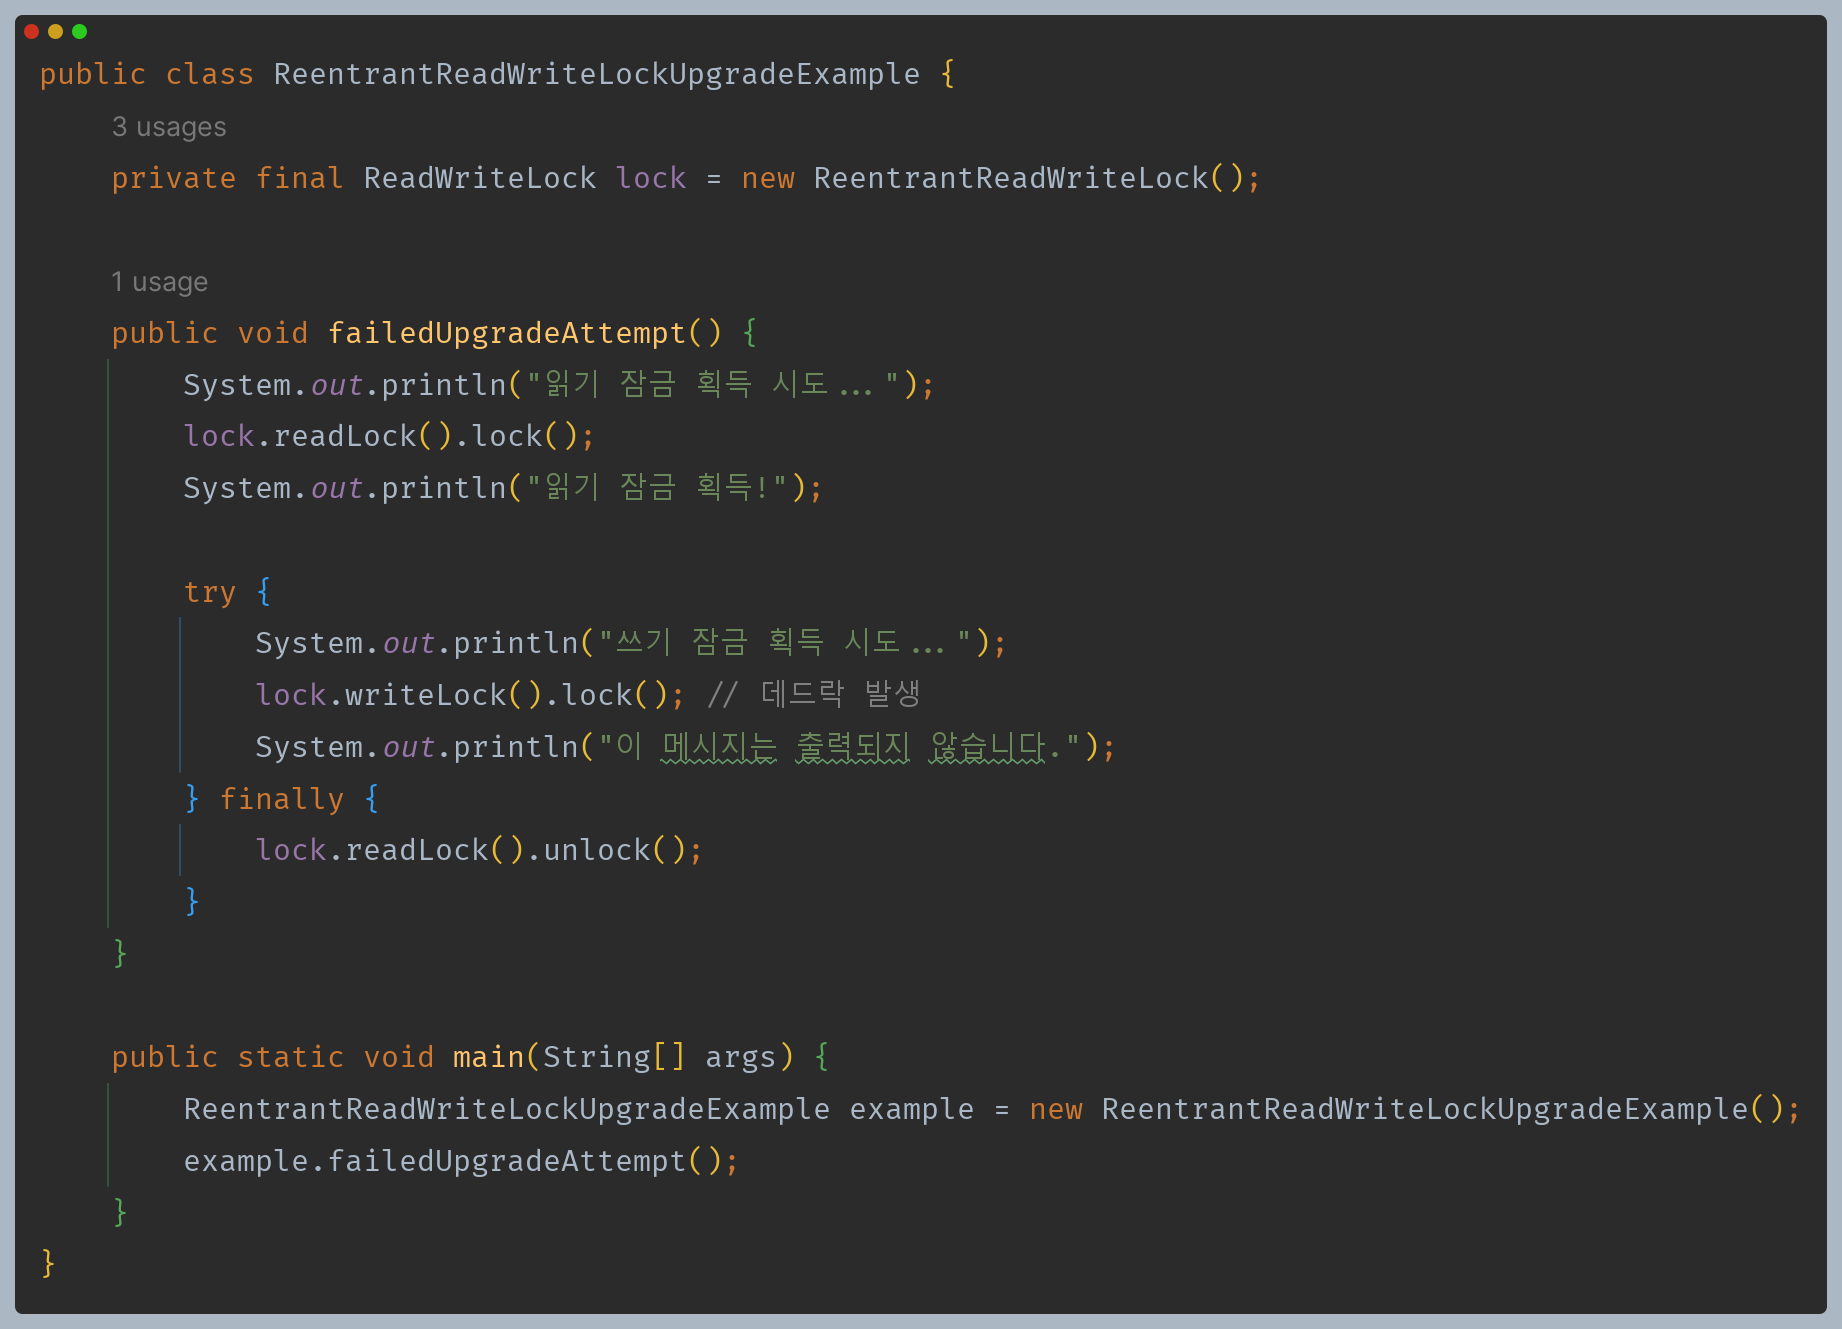 public class ReentrantReadWriteLockUpgradeExample {
3 usages
private final ReadWriteLock lock = new ReentrantReadWriteLock();
1 usage
public void failedUpgradeAttempt() {
System.out.println("읽기 잠금 획득 시도...");
lock.readLock().lock();
System.out.println("읽기 잠금 획득!");
try {
System.out.println("쓰기 잠금 획득 시도...");
lock.writeLock().lock(); // 데드락 발생
System.out.println("이 메시지는 출력되지 않습니다.");
} finally {
lock.readLock().unlock();
}
}
public static void main(String[] args) {
ReentrantReadWriteLockUpgradeExample example = new ReentrantReadWriteLockUpgradeExample();
example.failedUpgradeAttempt();
}
}